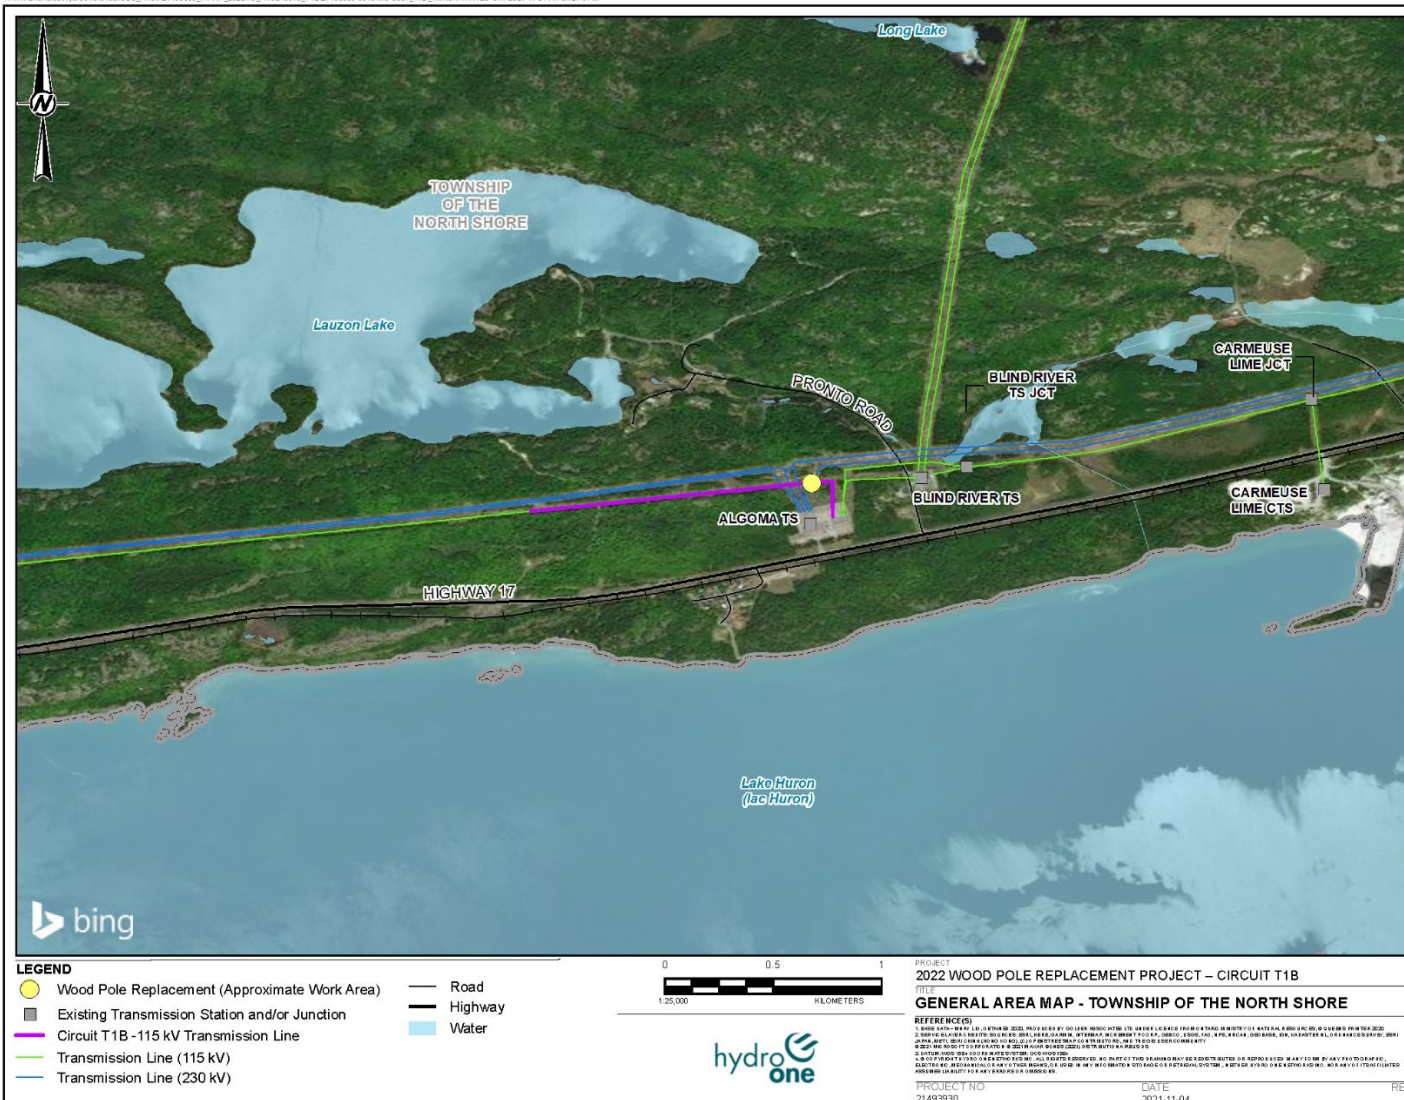 Long Lake
N
TOWNSHIP
OF THE
NORTH SHORE
Lauzon Lake
CARMEUSE
LIME JCT
BLIND RIVER
TS JCT
PRONTO ROAD
BLIND RIVER TS
CARMEUSE
LIME CTS
ALGOMA TS
HIGHWAY 17
Lake Huron
(lac Huron)
bing
LEGEND
Wood Pole Replacement (Approximate Work Area)
Existing Transmission Station and/or Junction
Circuit T1B -115 kV Transmission Line
Transmission Line (115 kV)
Transmission Line (230 kV)
Road
Highway
Water
0 0.5 1
1:25,000 KILOMETERS
hydro
one
PROJECT
2022 WOOD POLE REPLACEMENT PROJECT – CIRCUIT T1B
TITLE
GENERAL AREA MAP - TOWNSHIP OF THE NORTH SHORE
REFERENCE(S)
PROJECT NO. DATE RE
21493930 2021-11-04